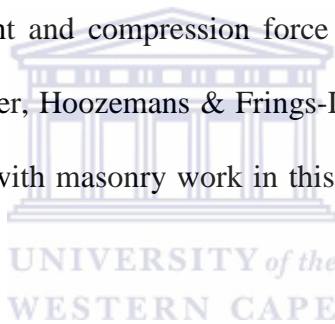 nt and compression force
er, Hoozemans & Frings-
with masonry work in this
UNIVERSITY of the
WESTERN CAPE